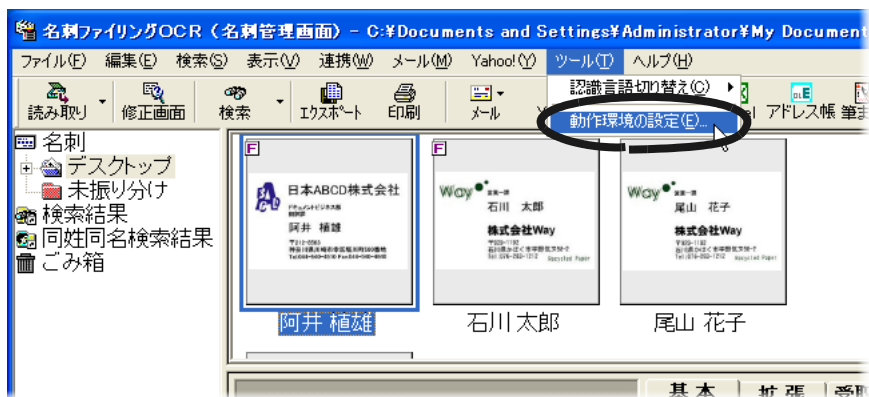 名刺ファイリングOCR (名刺管理画面) - C:¥Documents and Settings¥Administrator¥My Document
ファイル(F) 編集(E) 検索(S) 表示(V) 連携(W) メール(M) Yahoo!(Y) ツール(T) ヘルプ(H)
認識言語切り替え(C)
動作環境の設定(E)...
読み取り 修正画面 検索 エクスポート 印刷 メール アドレス帳
名刺
デスクトップ
未振り分け
検索結果
同姓同名検索結果
ごみ箱
日本ABCD株式会社
阿井 植雄
Way
石川 太郎
株式会社Way
Recycled Paper
Way
尾山 花子
株式会社Way
Recycled Paper
阿井 植雄
石川 太郎
尾山 花子
基本 拡張